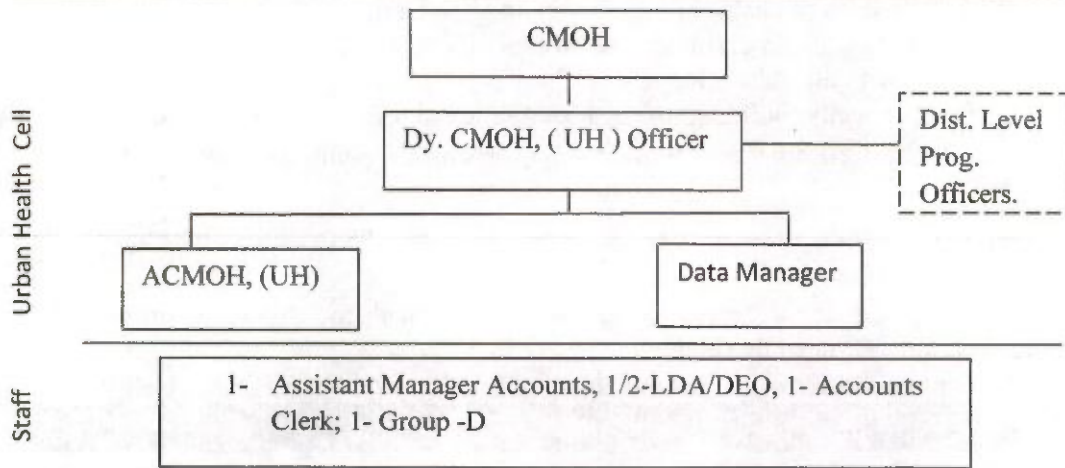 CMOH
Urban Health Cell
Dy. CMOH, ( UH ) Officer
Dist. Level
Prog.
Officers.
ACMOH, (UH)
Data Manager
Staff
1- Assistant Manager Accounts, 1/2-LDA/DEO, 1- Accounts
Clerk; 1- Group -D